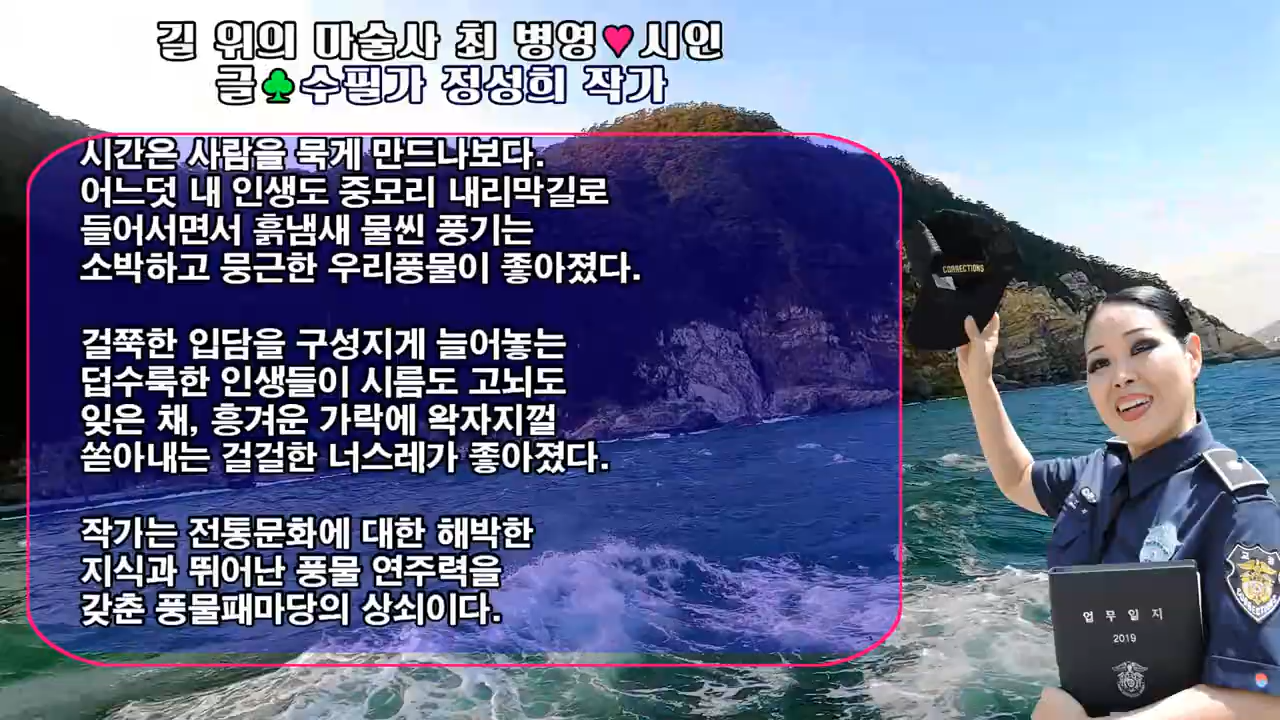 길 위의 마술사 최 병영♥시인
글♣수필가 정성희 작가
시간은 사람을 묵게 만드나보다.
어느덧 내 인생도 중모리 내리막길로
들어서면서 흙냄새 물씬 풍기는
소박하고 뭉근한 우리풍물이 좋아졌다.
걸쭉한 입담을 구성지게 늘어놓는
덥수룩한 인생들이 시름도 고뇌도
잊은 채, 흥겨운 가락에 왁자지껄
쏟아내는 걸걸한 너스레가 좋아졌다.
작가는 전통문화에 대한 해박한
지식과 뛰어난 풍물 연주력을
갖춘 풍물패마당의 상쇠이다.
CORRECTIONS
교정
CORRECTIONS
업무일지
2019